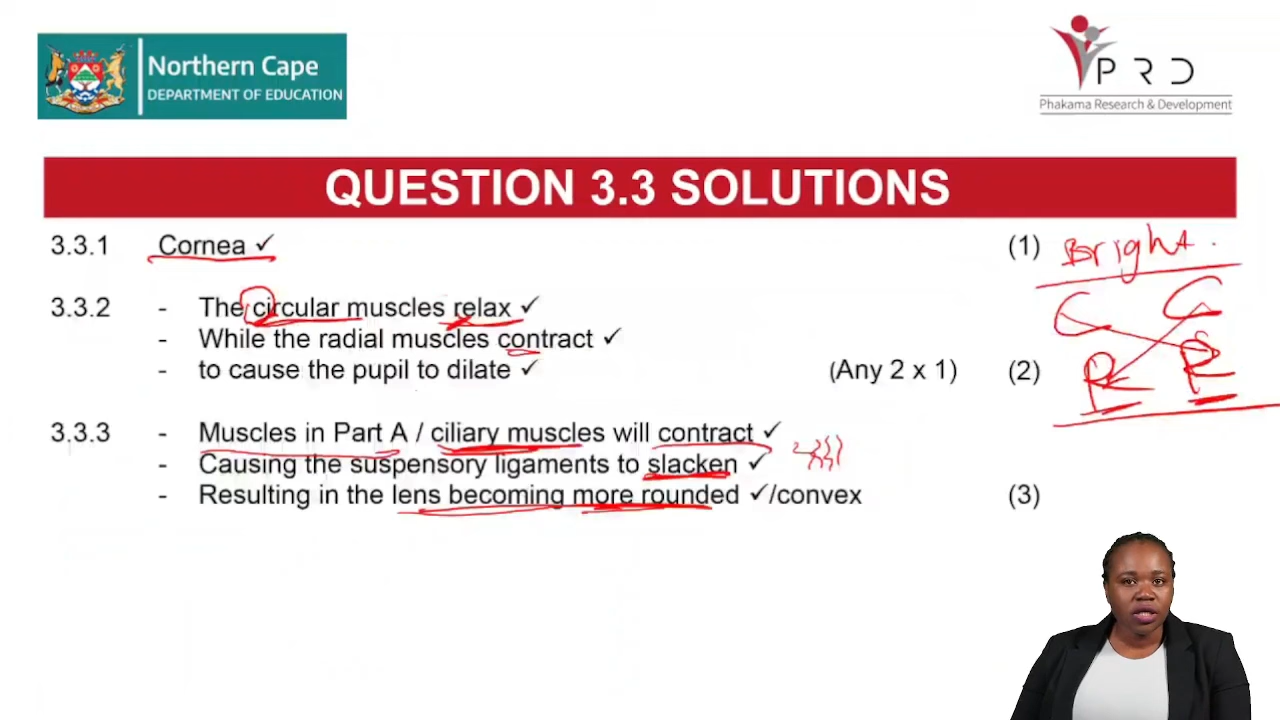 Northern Cape
DEPARTMENT OF EDUCATION
PRD
Phakama Research & Development
QUESTION 3.3 SOLUTIONS
3.3.1 Cornea ✓ (1)
Bright
3.3.2 - The circular muscles relax ✓
C C
- While the radial muscles contract ✓
- to cause the pupil to dilate ✓ (Any 2 x 1) (2)
R R
3.3.3 - Muscles in Part A / ciliary muscles will contract ✓
- Causing the suspensory ligaments to slacken ✓
- Resulting in the lens becoming more rounded ✓/convex (3)